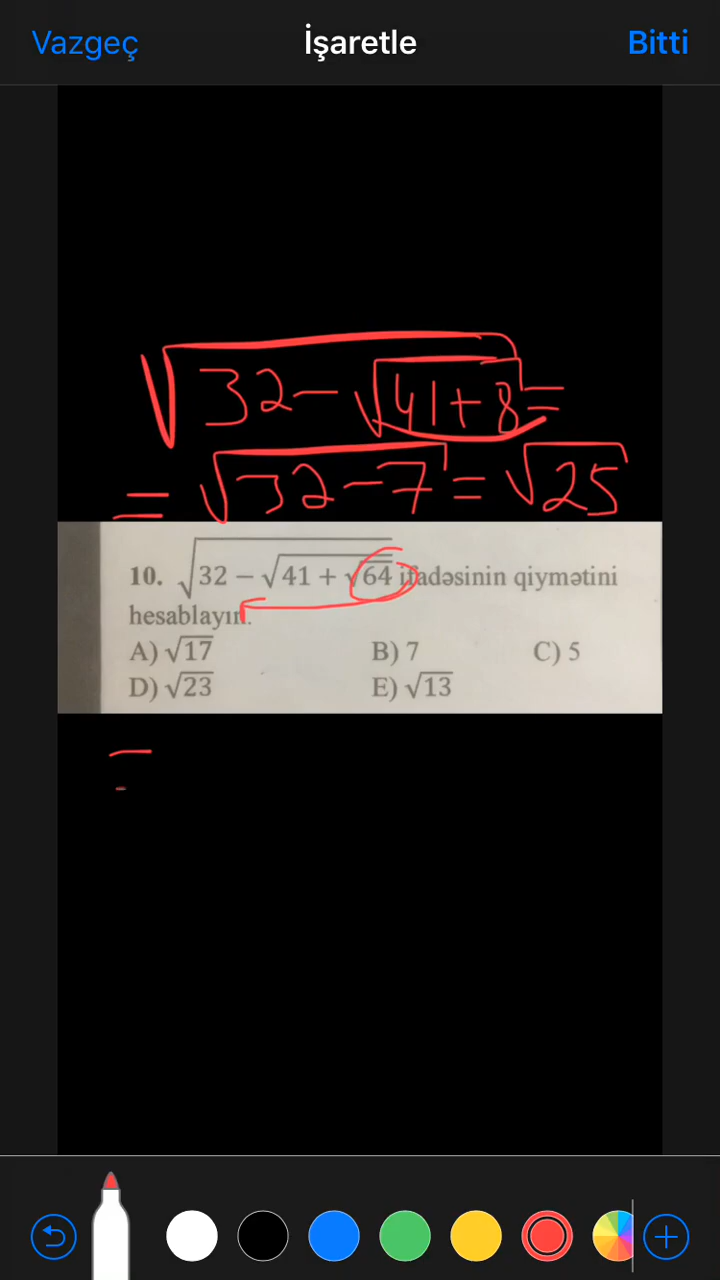 Vazgeç İşaretle Bitti
√(32 - √(41 + 8)) =
= √(32 - 7) = √25
10. √(32 − √(41 + √64)) ifadəsinin qiymətini
hesablayın.
A) √17 B) 7 C) 5
D) √23 E) √13
=